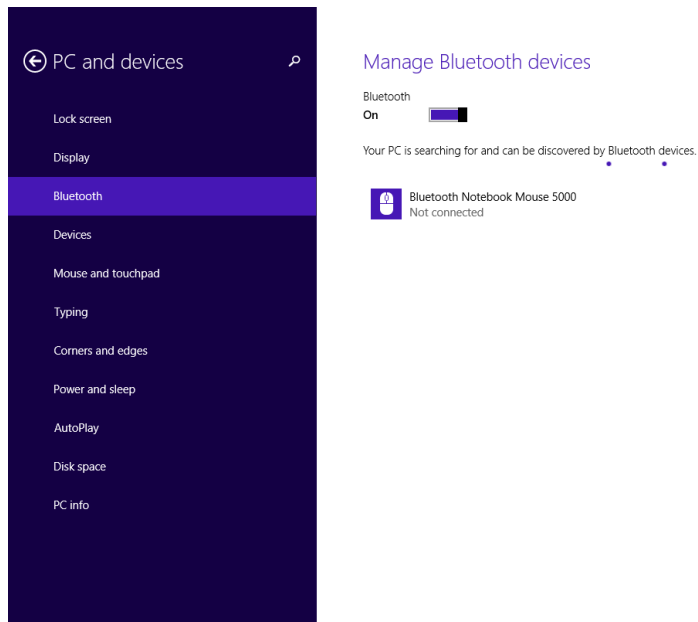 PC and devices
Lock screen
Display
Bluetooth
Devices
Mouse and touchpad
Typing
Corners and edges
Power and sleep
AutoPlay
Disk space
PC info
Manage Bluetooth devices
Bluetooth
On
Your PC is searching for and can be discovered by Bluetooth devices.
Bluetooth Notebook Mouse 5000
Not connected